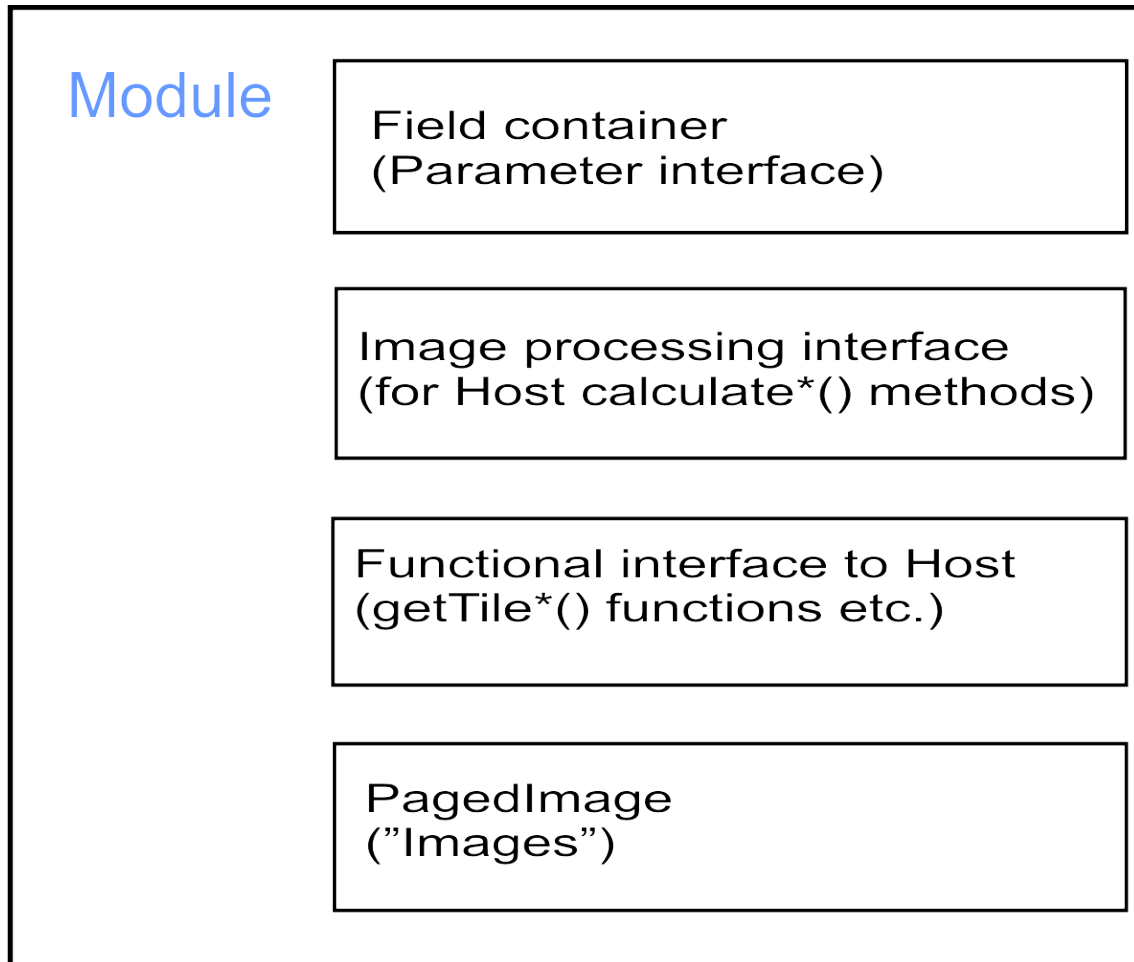 Module
Field container
(Parameter interface)
Image processing interface
(for Host calculate*() methods)
Functional interface to Host
(getTile*() functions etc.)
PagedImage
(”Images”)